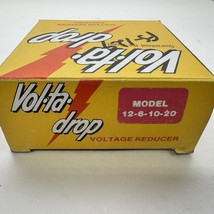 Vol-ta-
drop
Vol-ta-
drop
VOLTAGE REDUCER
MODEL
12-6-10-20